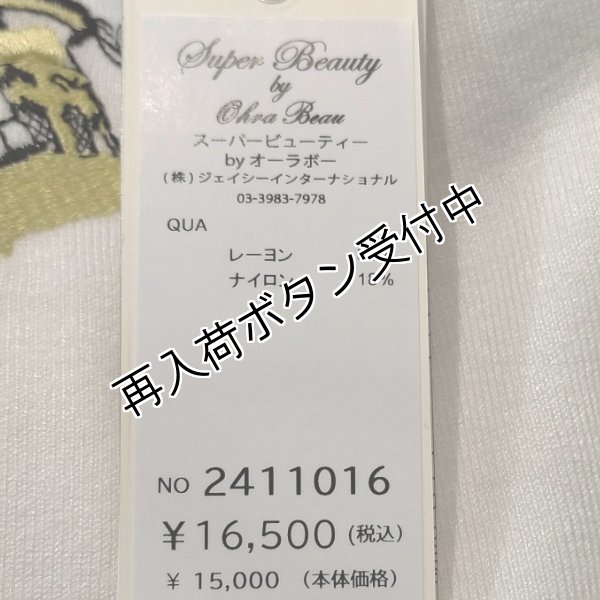 Super Beauty
by
Ohra Beau
スーパービューティー
by オーラボー
(株)ジェイシーインターナショナル
03-3983-7978
QUA
レーヨン
ナイロン 18%
再入荷ボタン受付中
NO 2411016
¥16,500(税込)
¥ 15,000 (本体価格)